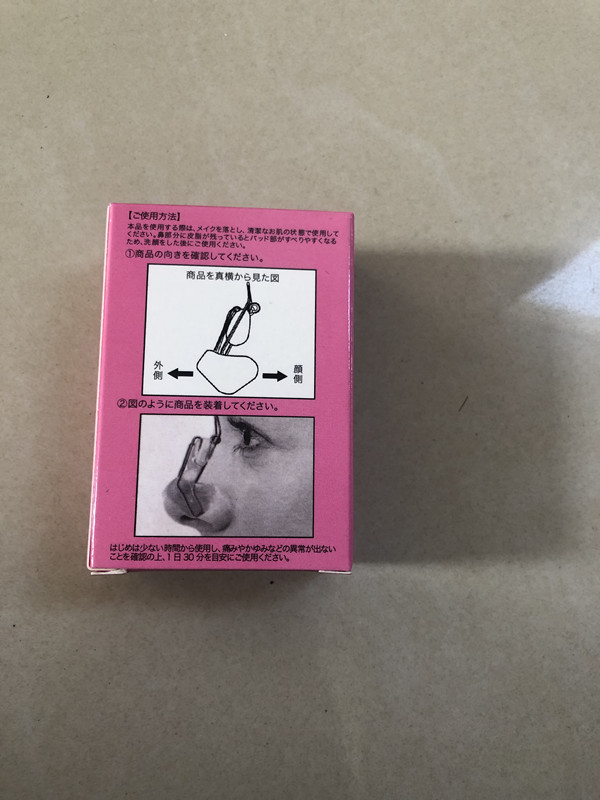 【ご使用方法】
本品を使用する際は、メイクを落とし、清潔なお肌の状態で使用して
ください。鼻部分に皮脂が残っているとパッド部がすべりやすくなる
ため、洗顔をした後にご使用ください。
①商品の向きを確認してください。
商品を真横から見た図
外側
顔側
②図のように商品を装着してください。
はじめは少ない時間から使用し、痛みやかゆみなどの異常が出ない
ことを確認の上、1日30分を目安にご使用ください。